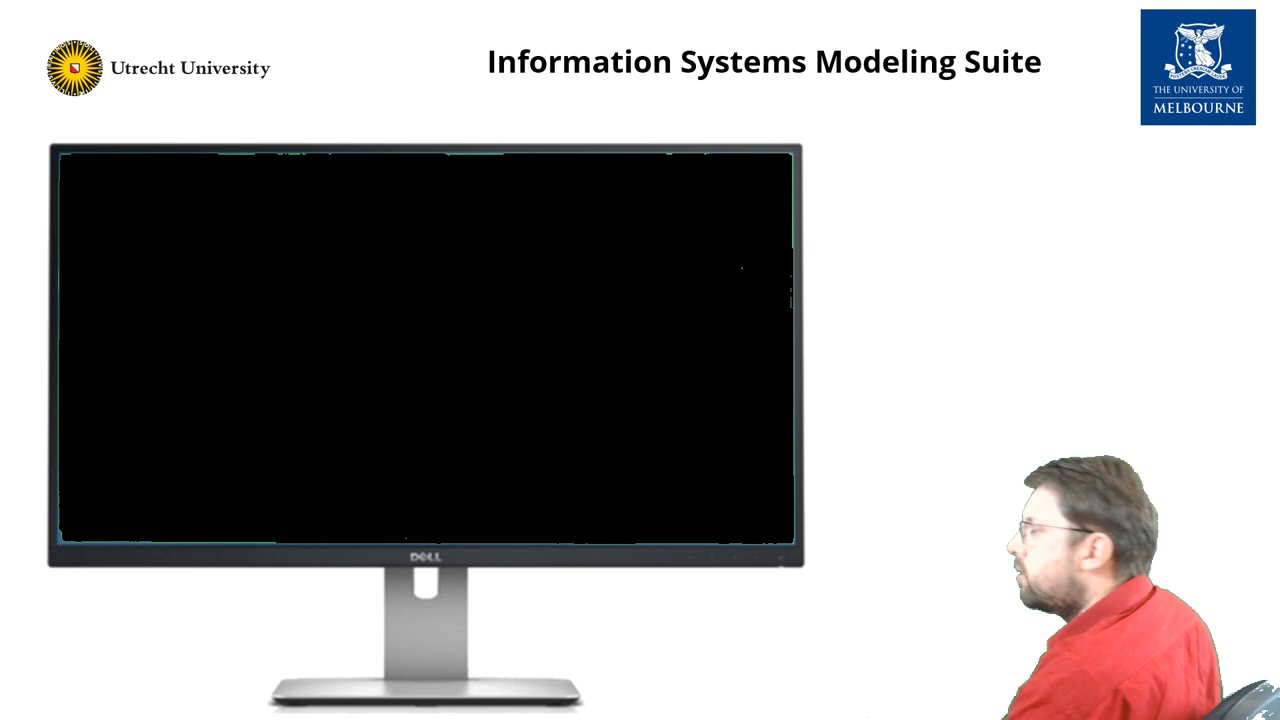 Utrecht University
Information Systems Modeling Suite
THE UNIVERSITY OF
MELBOURNE
DELL